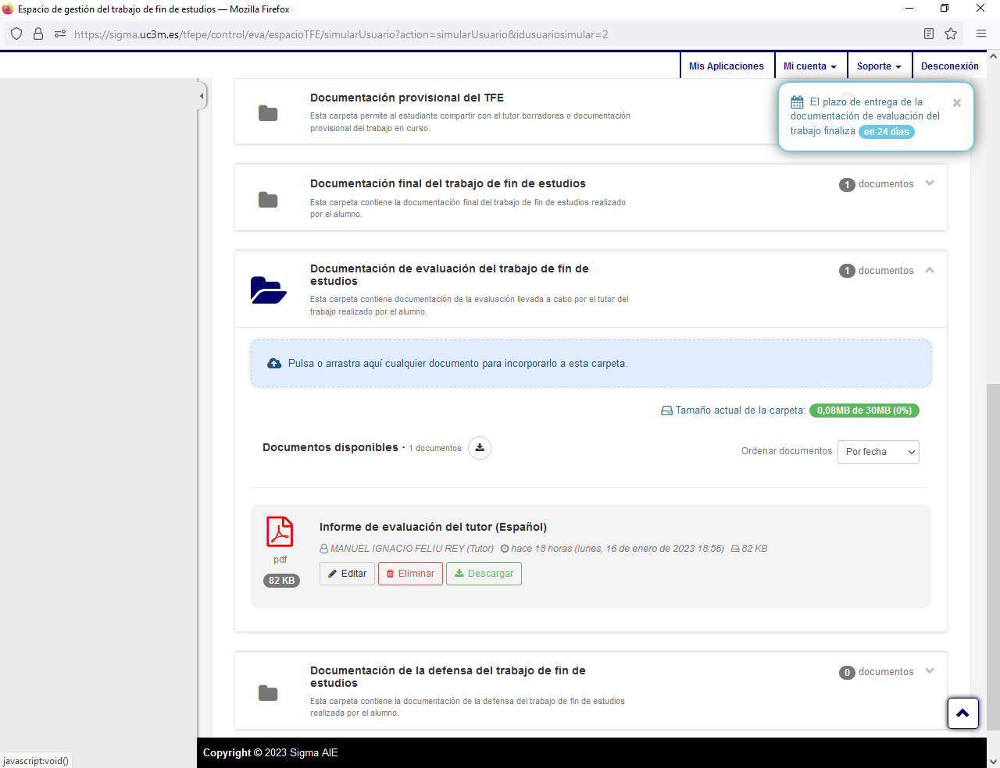 Espacio de gestión del trabajo de fin de estudios — Mozilla Firefox
https://sigma.uc3m.es/tfepe/control/eva/espacioTFE/simularUsuario?action=simularUsuario&idusuariosimular=2
Mis Aplicaciones
Mi cuenta
Soporte
Desconexión
Documentación provisional del TFE
Esta carpeta permite al estudiante compartir con el tutor borradores o documentación
provisional del trabajo en curso.
El plazo de entrega de la
documentación de evaluación del
trabajo finaliza en 24 días
Documentación final del trabajo de fin de estudios
1 documentos
Esta carpeta contiene la documentación final del trabajo de fin de estudios realizado
por el alumno.
Documentación de evaluación del trabajo de fin de
estudios
1 documentos
Esta carpeta contiene documentación de la evaluación llevada a cabo por el tutor del
trabajo realizado por el alumno.
Pulsa o arrastra aquí cualquier documento para incorporarlo a esta carpeta.
Tamaño actual de la carpeta: 0,08MB de 30MB (0%)
Documentos disponibles · 1 documentos
Ordenar documentos Por fecha
Informe de evaluación del tutor (Español)
MANUEL IGNACIO FELIU REY (Tutor) hace 18 horas (lunes, 16 de enero de 2023 18:56) 82 KB
pdf
82 KB
Editar
Eliminar
Descargar
Documentación de la defensa del trabajo de fin de
estudios
0 documentos
Esta carpeta contiene la documentación de la defensa del trabajo de fin de estudios
realizada por el alumno.
Copyright © 2023 Sigma AIE
javascript:void()